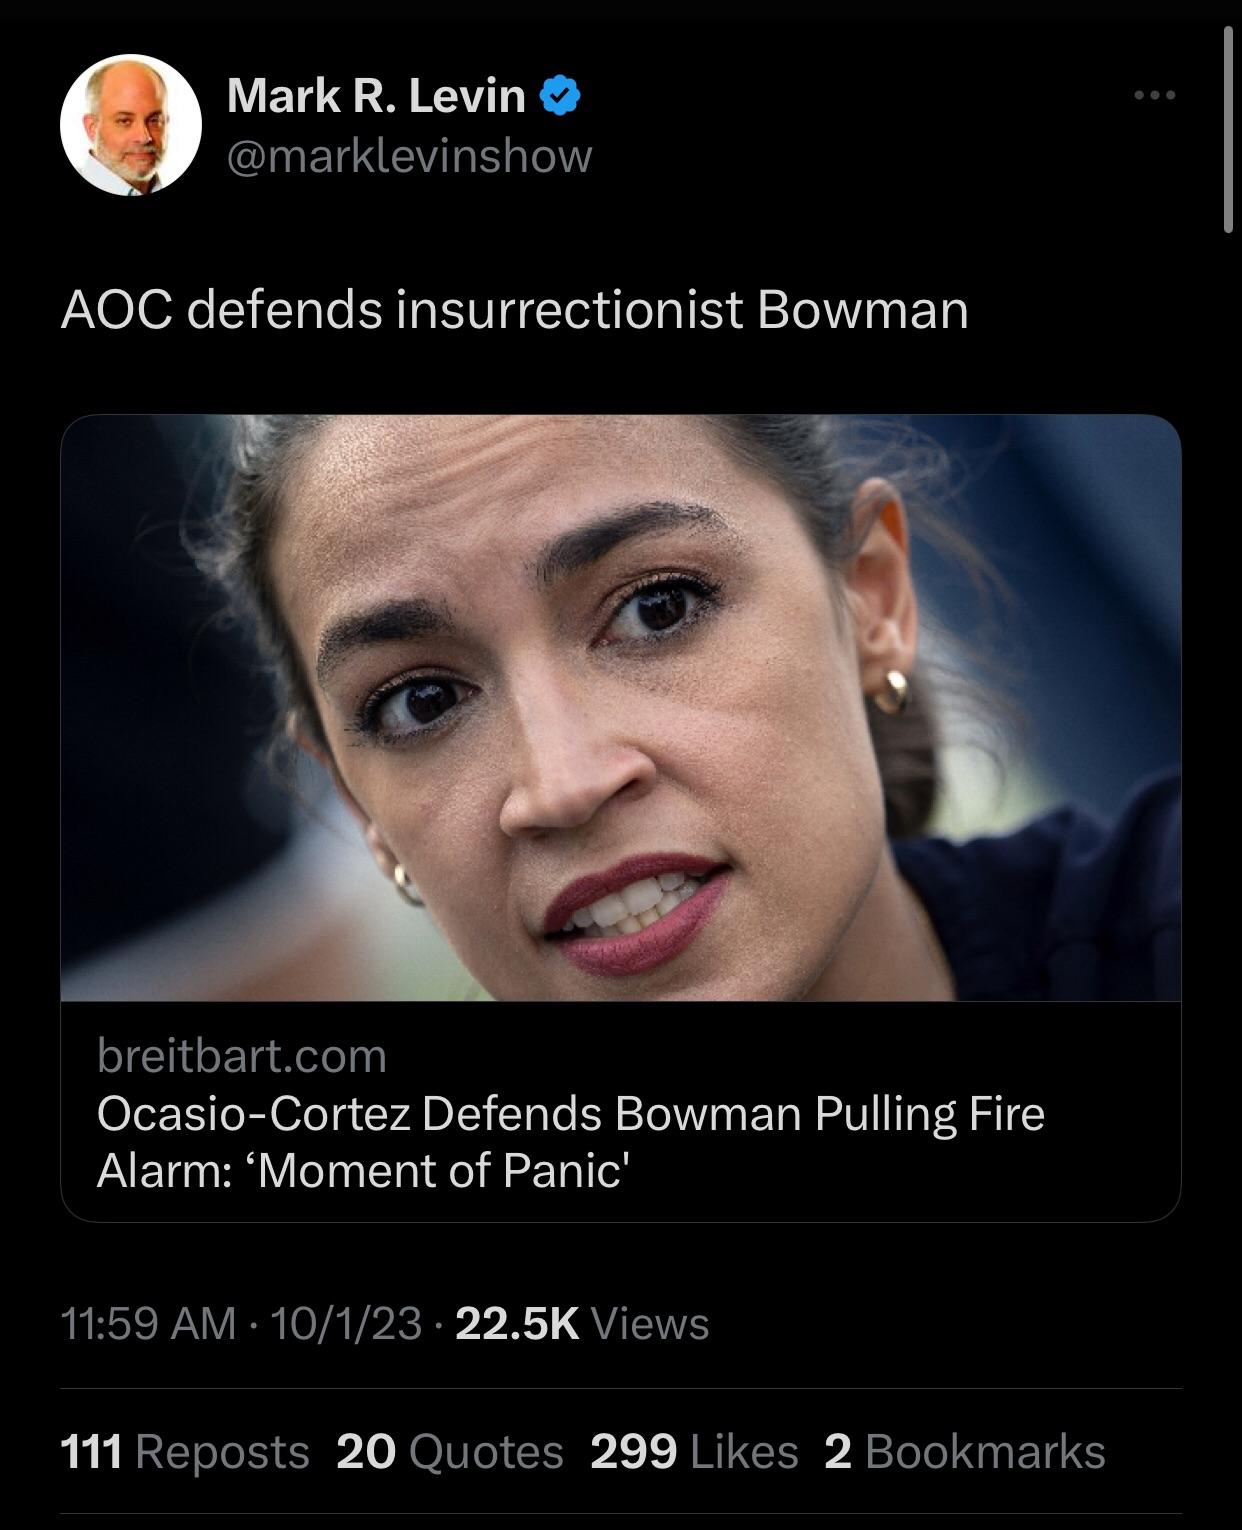 Mark R. Levin
@marklevinshow
AOC defends insurrectionist Bowman
breitbart.com
Ocasio-Cortez Defends Bowman Pulling Fire
Alarm: ‘Moment of Panic'
11:59 AM · 10/1/23 · 22.5K Views
111 Reposts 20 Quotes 299 Likes 2 Bookmarks